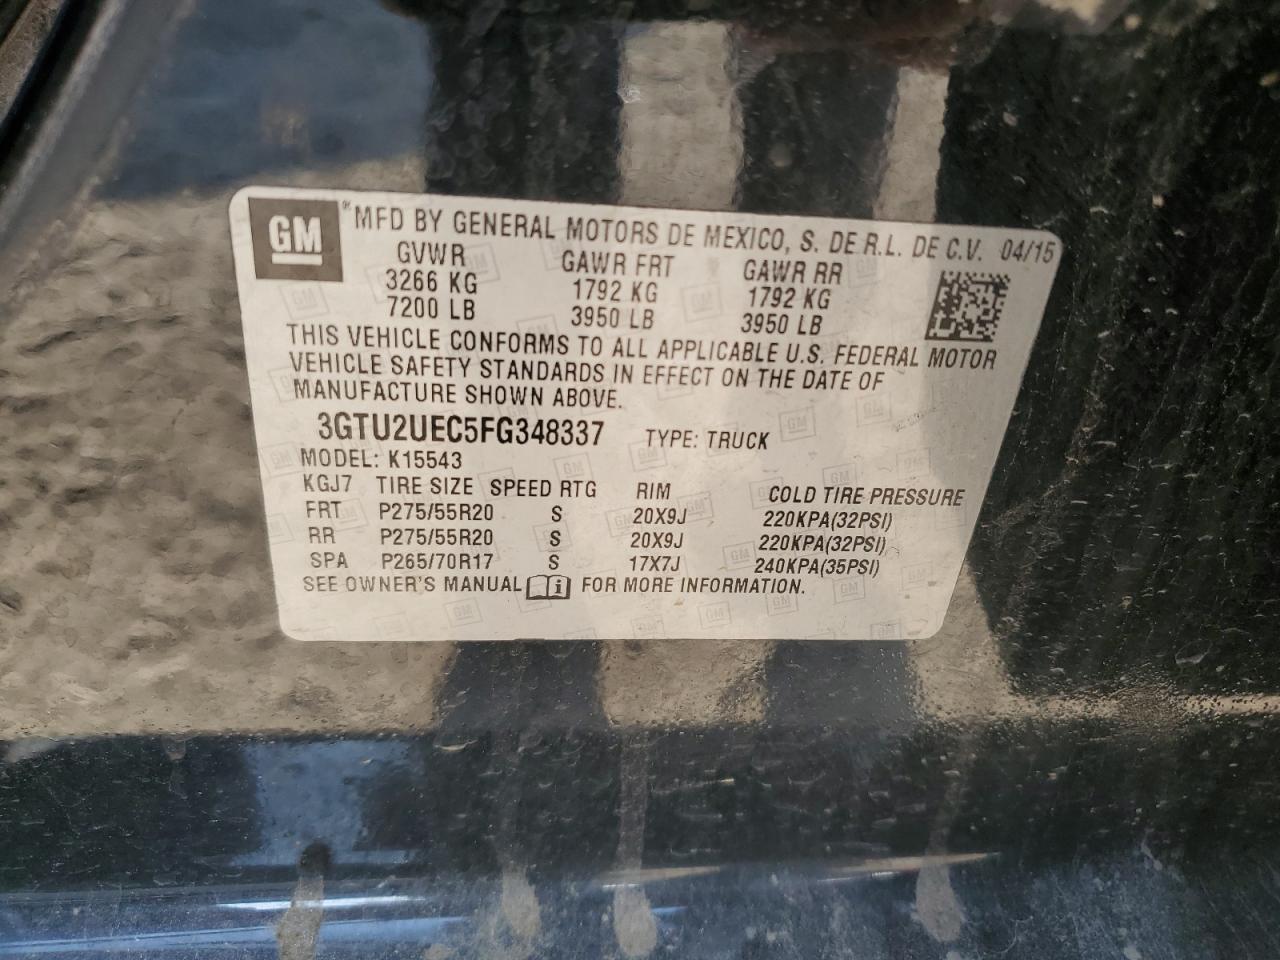 GM ® MFD BY GENERAL MOTORS DE MEXICO, S. DE R.L. DE C.V. 04/15
GVWR GAWR FRT GAWR RR
3266 KG 1792 KG 1792 KG
7200 LB 3950 LB 3950 LB
THIS VEHICLE CONFORMS TO ALL APPLICABLE U.S. FEDERAL MOTOR
VEHICLE SAFETY STANDARDS IN EFFECT ON THE DATE OF
MANUFACTURE SHOWN ABOVE.
3GTU2UEC5FG348337 TYPE: TRUCK
MODEL: K15543
KGJ7 TIRE SIZE SPEED RTG RIM COLD TIRE PRESSURE
FRT P275/55R20 S 20X9J 220KPA(32PSI)
RR P275/55R20 S 20X9J 220KPA(32PSI)
SPA P265/70R17 S 17X7J 240KPA(35PSI)
SEE OWNER'S MANUAL i FOR MORE INFORMATION.